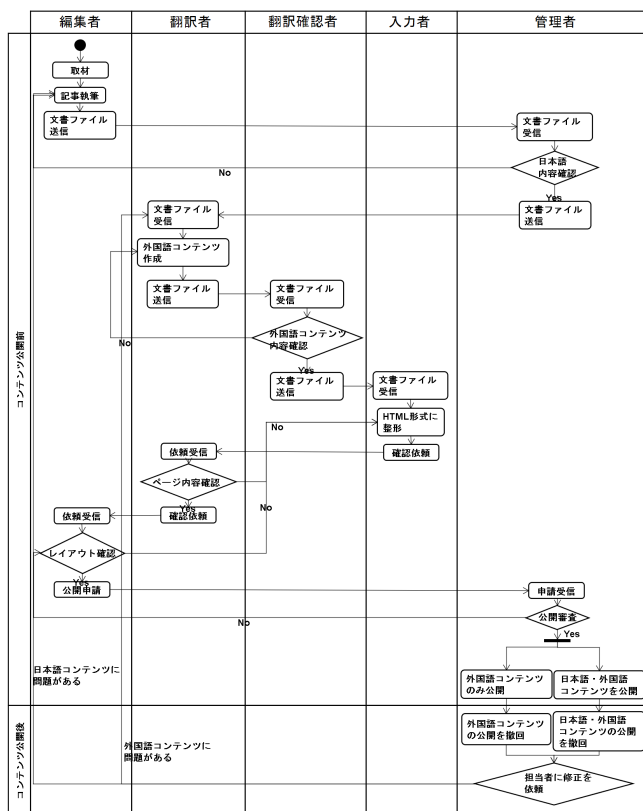 編集者
翻訳者
翻訳確認者
入力者
管理者
コンテンツ公開前
取材
記事執筆
文書ファイル
送信
文書ファイル
受信
日本語
内容確認
No
Yes
文書ファイル
送信
文書ファイル
受信
外国語コンテンツ
作成
文書ファイル
送信
文書ファイル
受信
外国語コンテンツ
内容確認
No
Yes
文書ファイル
送信
文書ファイル
受信
HTML形式に
整形
No
確認依頼
依頼受信
ページ内容確認
Yes
No
確認依頼
依頼受信
レイアウト確認
Yes
公開申請
申請受信
公開審査
No
Yes
日本語コンテンツに
問題がある
外国語コンテンツ
のみ公開
日本語・外国語
コンテンツを公開
コンテンツ公開後
外国語コンテンツ
の公開を撤回
日本語・外国語
コンテンツの公開
を撤回
外国語コンテンツに
問題がある
担当者に修正を
依頼